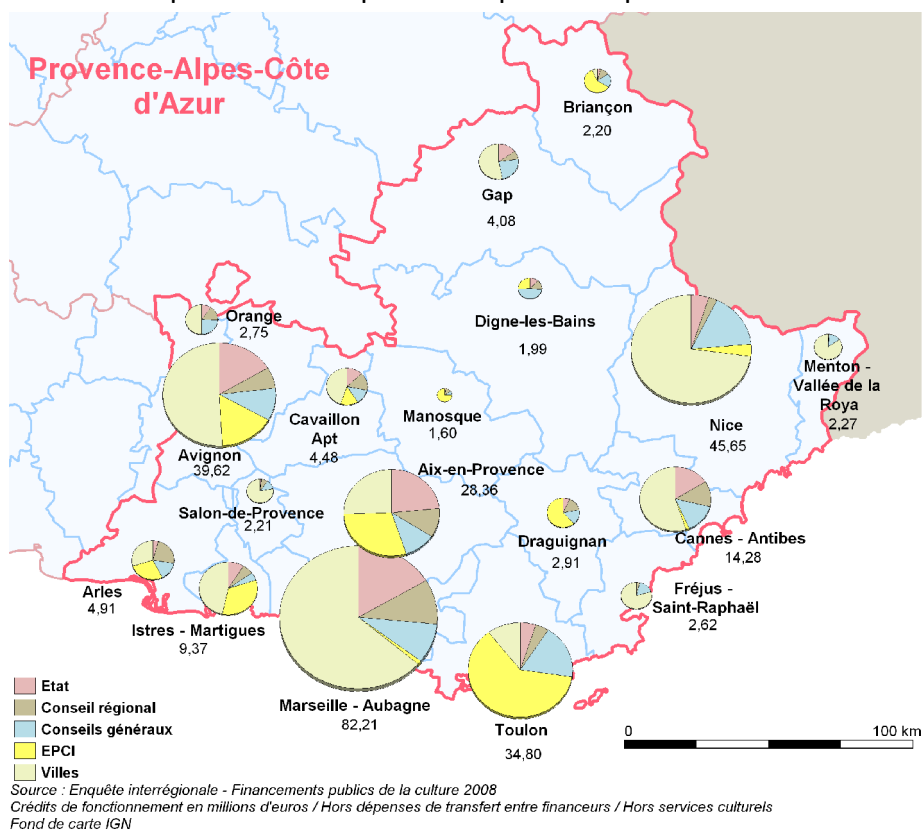 Provence-Alpes-Côte
d'Azur
Briançon
2,20
Gap
4,08
Digne-les-Bains
1,99
Orange
2,75
Avignon
39,62
Cavaillon
Apt
4,48
Manosque
1,60
Nice
45,65
Menton -
Vallée de la
Roya
2,27
Aix-en-Provence
28,36
Salon-de-Provence
2,21
Draguignan
2,91
Cannes - Antibes
14,28
Arles
4,91
Istres - Martigues
9,37
Fréjus -
Saint-Raphaël
2,62
Marseille - Aubagne
82,21
Toulon
34,80
Etat
Conseil régional
Conseils généraux
EPCI
Villes
0 100 km
Source : Enquête interrégionale - Financements publics de la culture 2008
Crédits de fonctionnement en millions d'euros / Hors dépenses de transfert entre financeurs / Hors services culturels
Fond de carte IGN